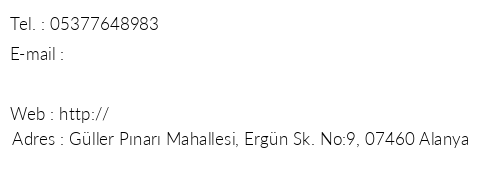 Tel. : 05377648983
E-mail :
Web : http://
Adres : Güller Pınarı Mahallesi, Ergün Sk. No:9, 07460 Alanya